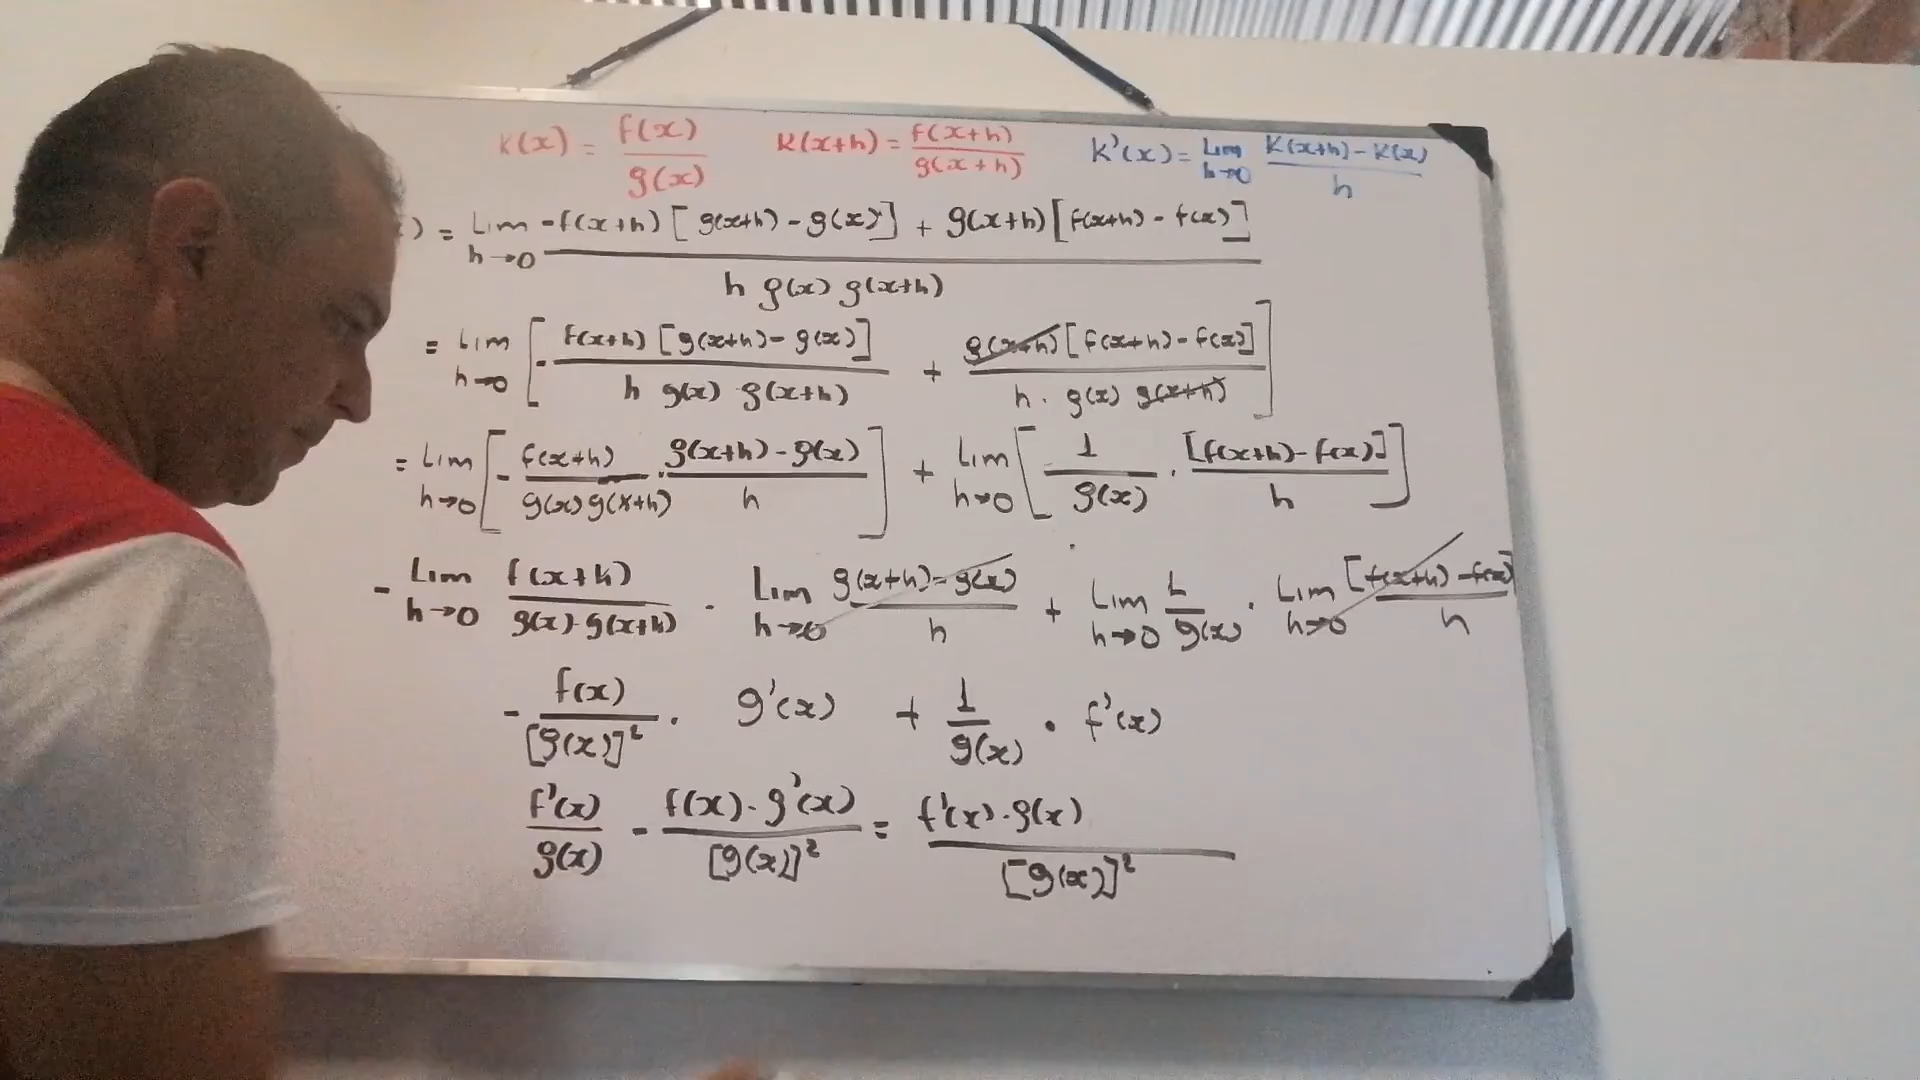 K(x) = f(x)/g(x)   K(x+h) = f(x+h)/g(x+h)   K'(x) = Lim h→0 K(x+h) - K(x)/h
) = Lim h→0 -f(x+h) [g(x+h) - g(x)] + g(x+h) [f(x+h) - f(x)] / h g(x) g(x+h)
= Lim h→0 [ - f(x+h) [g(x+h) - g(x)] / h g(x) g(x+h) + g(x+h) [f(x+h) - f(x)] / h . g(x) g(x+h) ]
= Lim h→0 [ - f(x+h) / g(x) g(x+h) . g(x+h) - g(x) / h ] + Lim h→0 [ 1/g(x) . [f(x+h) - f(x)] / h ]
- Lim h→0 f(x+h) / g(x) . g(x+h) . Lim h→0 g(x+h) - g(x) / h + Lim h→0 1/g(x) . Lim h→0 [f(x+h) - f(x)] / h
- f(x) / [g(x)]² . g'(x) + 1/g(x) . f'(x)
f'(x)/g(x) - f(x) . g'(x) / [g(x)]² = f'(x) . g(x) / [g(x)]²